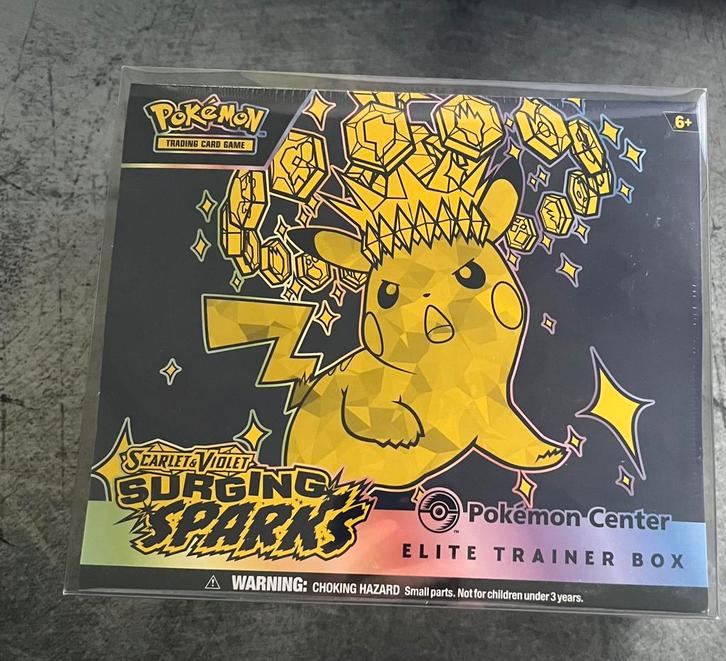 POKéMON
TRADING CARD GAME
6+
SCARLET & VIOLET
SURGING
SPARKS
Pokémon Center
TM
ELITE TRAINER BOX
WARNING: CHOKING HAZARD Small parts. Not for children under 3 years.